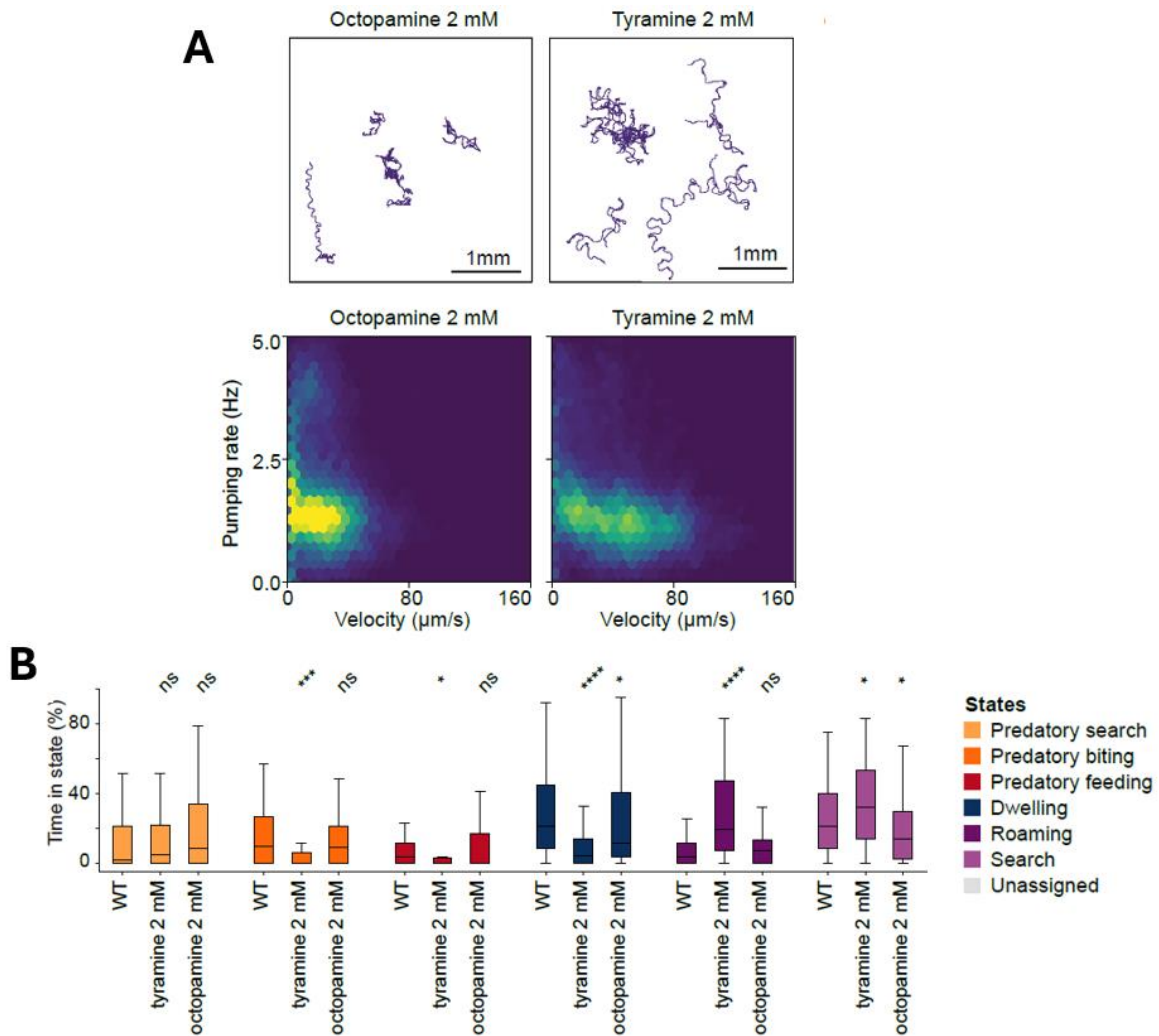 A
Octopamine 2 mM
Tyramine 2 mM
1mm
1mm
Octopamine 2 mM
Tyramine 2 mM
Pumping rate (Hz)
5.0
2.5
0.0
0
80
160
0
80
160
Velocity (µm/s)
Velocity (µm/s)
B
Time in state (%)
80
40
0
ns
ns
***
ns
*
ns
****
*
****
ns
*
*
WT
tyramine 2 mM
octopamine 2 mM
WT
tyramine 2 mM
octopamine 2 mM
WT
tyramine 2 mM
octopamine 2 mM
WT
tyramine 2 mM
octopamine 2 mM
WT
tyramine 2 mM
octopamine 2 mM
WT
tyramine 2 mM
octopamine 2 mM
States
Predatory search
Predatory biting
Predatory feeding
Dwelling
Roaming
Search
Unassigned